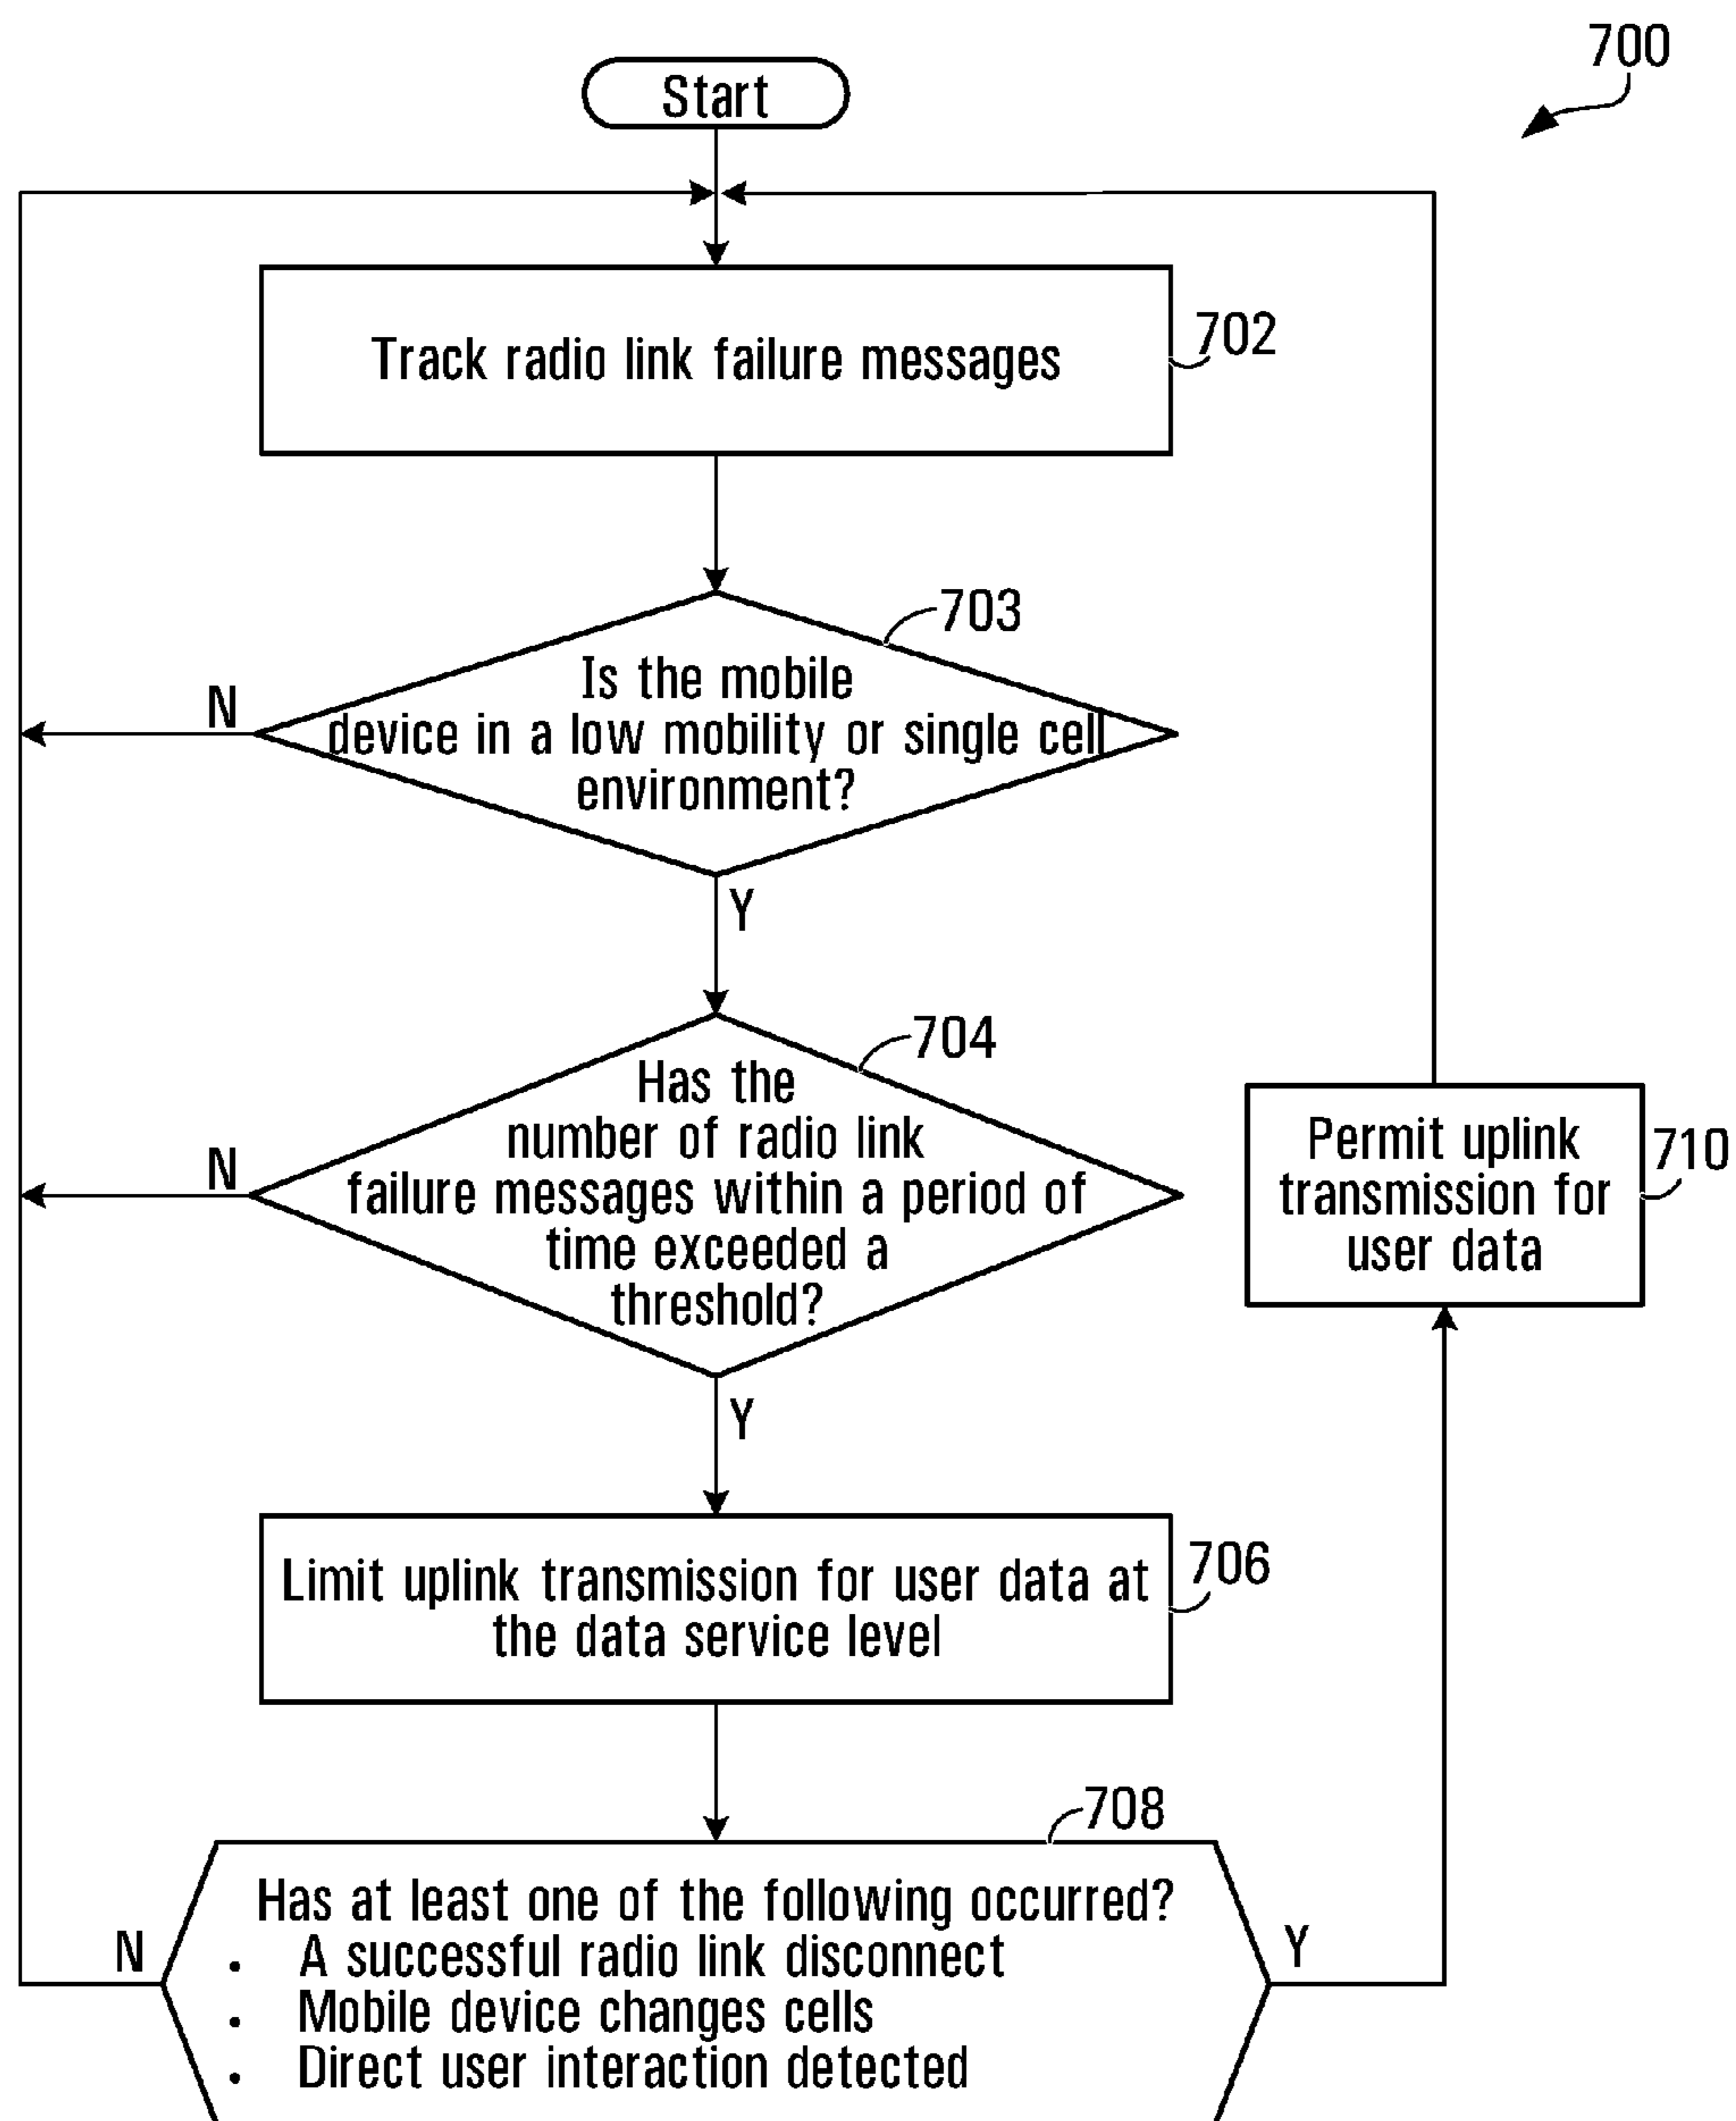 700
Start
Track radio link failure messages
702
703
Is the mobile
device in a low mobility or single cell
environment?
N
Y
704
Has the
number of radio link
failure messages within a period of
time exceeded a
threshold?
N
Y
Permit uplink
transmission for
user data
710
Limit uplink transmission for user data at
the data service level
706
708
Has at least one of the following occurred?
. A successful radio link disconnect
. Mobile device changes cells
. Direct user interaction detected
N
Y